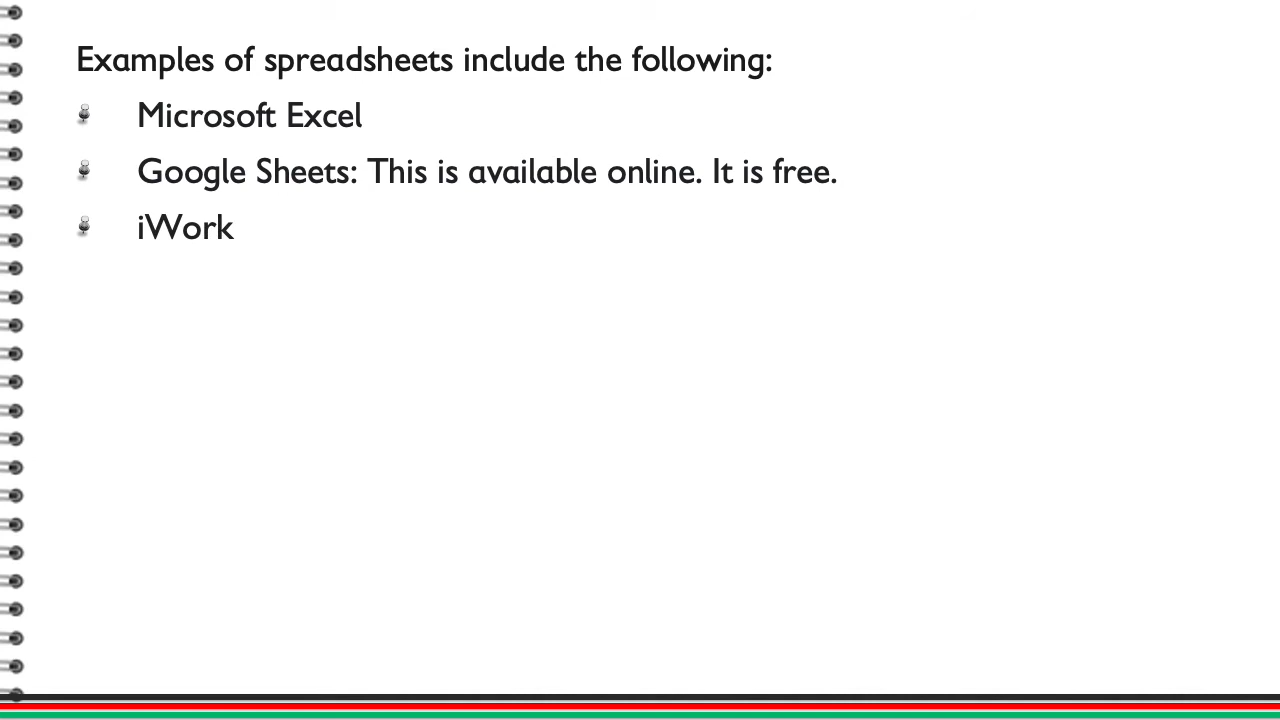 Examples of spreadsheets include the following:
Microsoft Excel
Google Sheets: This is available online. It is free.
iWork